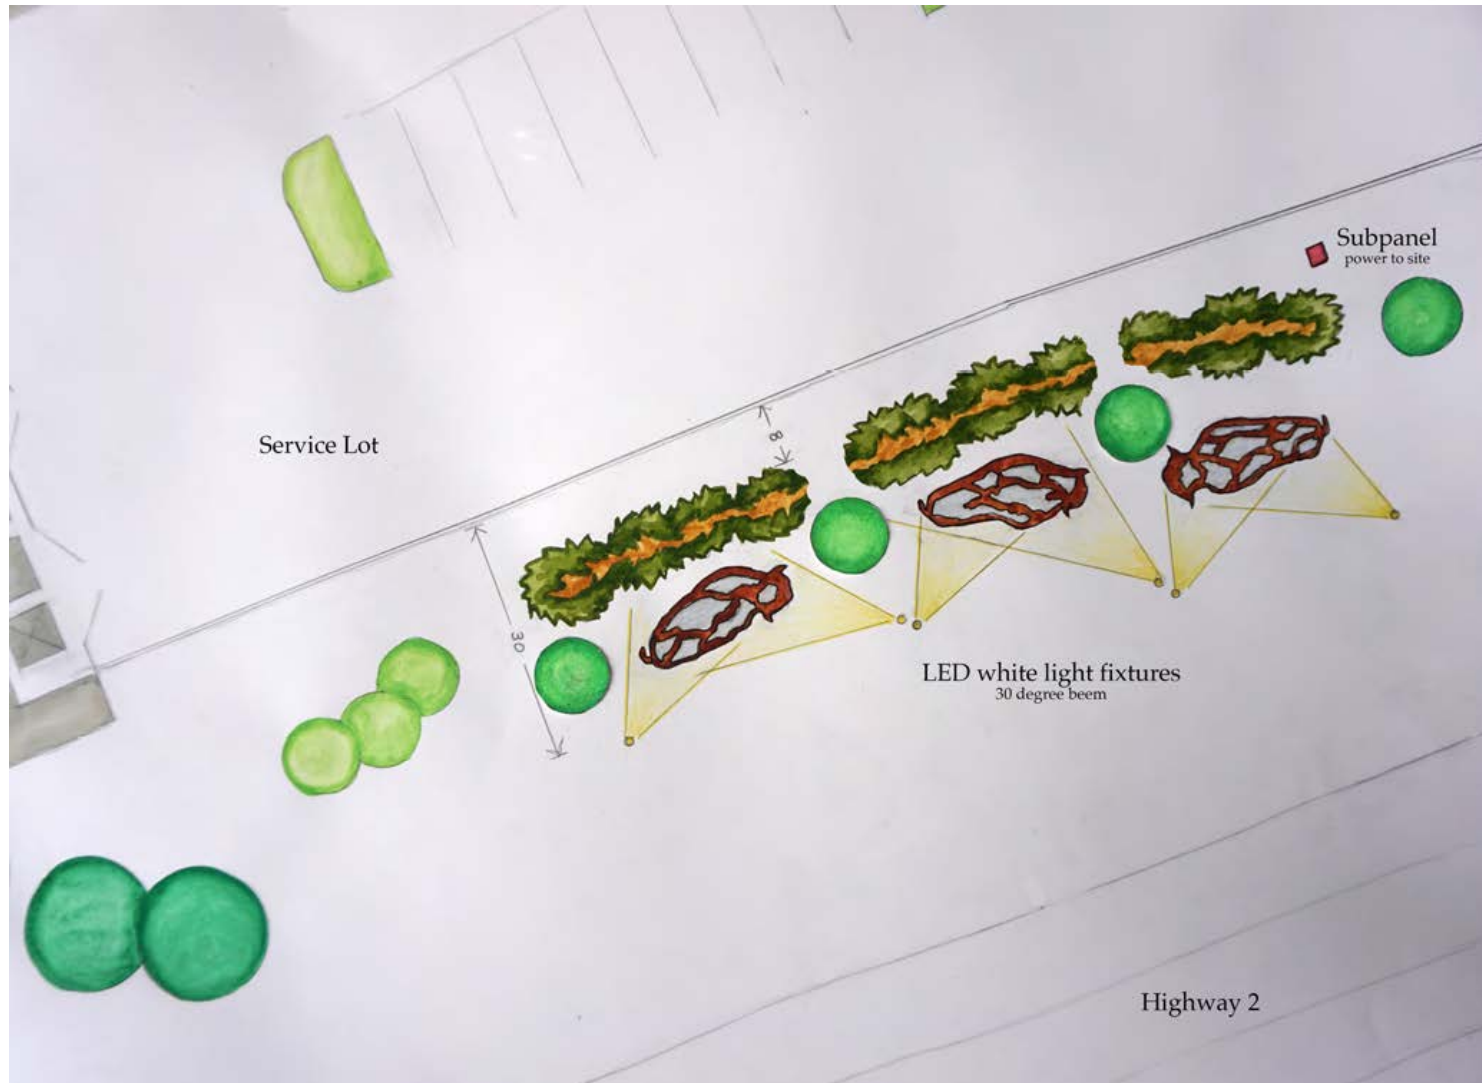 Subpanel
power to site
Service Lot
8
30
LED white light fixtures
30 degree beem
Highway 2